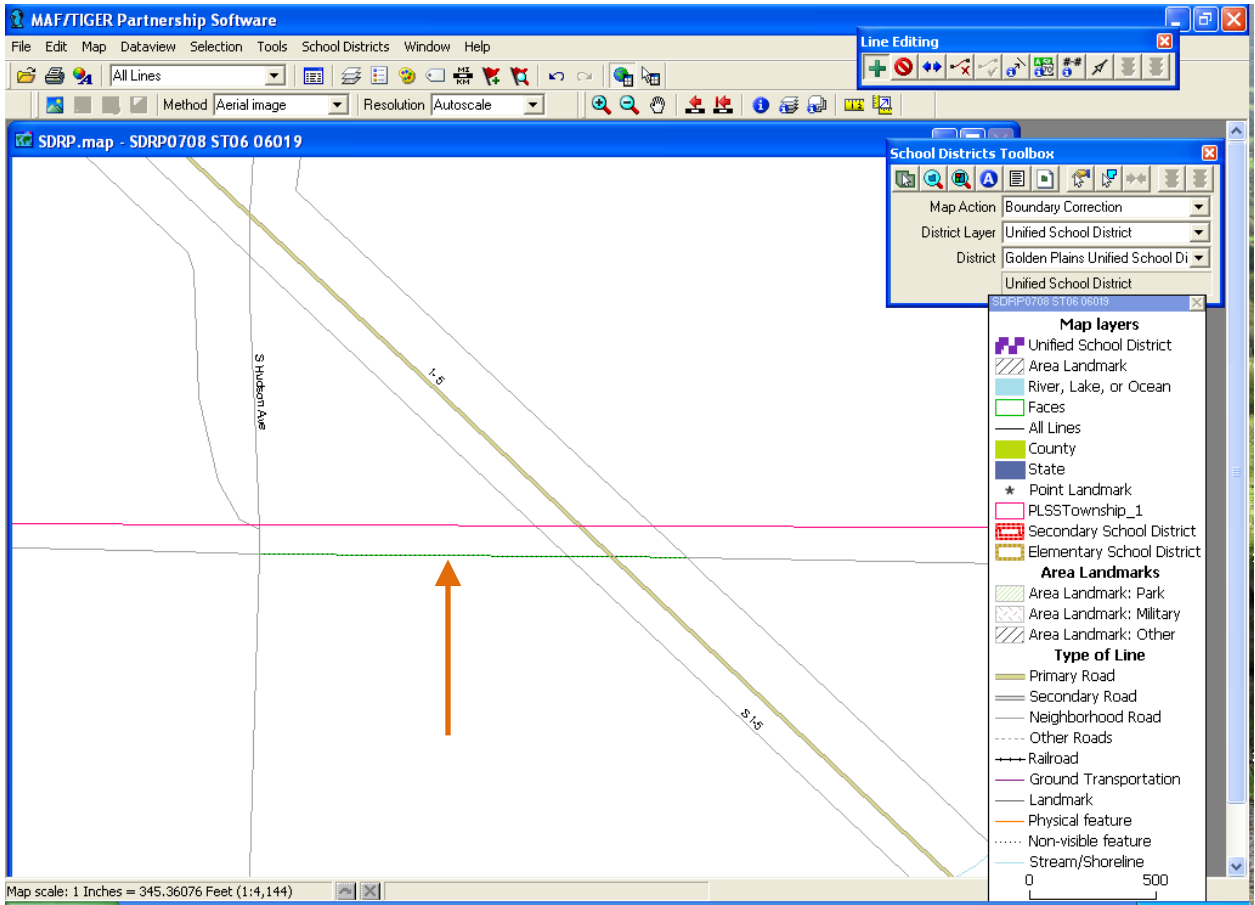 MAF/TIGER Partnership Software
File Edit Map Dataview Selection Tools School Districts Window Help
Line Editing
All Lines
MI
KM
Method Aerial image Resolution Autoscale
SDRP.map - SDRP0708 ST06 06019
School Districts Toolbox
Map Action Boundary Correction
District Layer Unified School District
District Golden Plains Unified School Di
Unified School District
SDRP0708 ST06 06019
Map layers
Unified School District
Area Landmark
River, Lake, or Ocean
Faces
All Lines
County
State
Point Landmark
PLSSTownship_1
Secondary School District
Elementary School District
Area Landmarks
Area Landmark: Park
Area Landmark: Military
Area Landmark: Other
Type of Line
Primary Road
Secondary Road
Neighborhood Road
Other Roads
Railroad
Ground Transportation
Landmark
Physical feature
Non-visible feature
Stream/Shoreline
0 500
I-5
S Hudson Ave
S I-5
Map scale: 1 Inches = 345.36076 Feet (1:4,144)